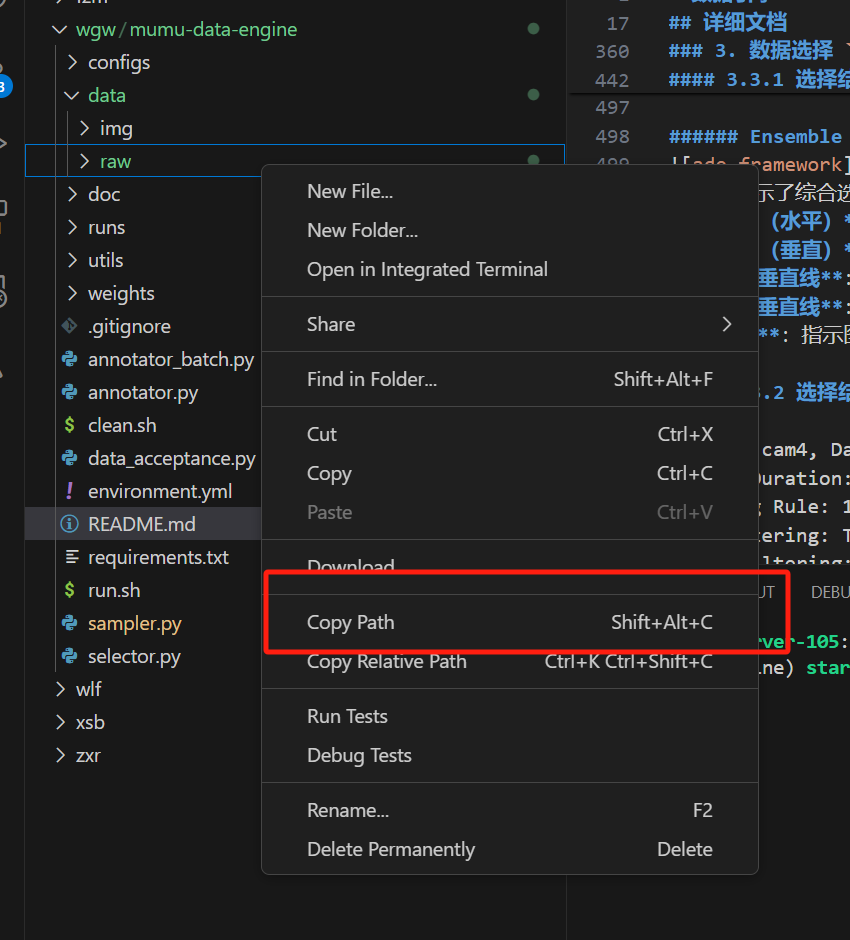 wgw / mumu-data-engine
configs
data
img
raw
doc
runs
utils
weights
.gitignore
annotator_batch.py
annotator.py
clean.sh
data_acceptance.py
environment.yml
README.md
requirements.txt
run.sh
sampler.py
selector.py
wlf
xsb
zxr
New File...
New Folder...
Open in Integrated Terminal
Share
Find in Folder... Shift+Alt+F
Cut Ctrl+X
Copy Ctrl+C
Paste Ctrl+V
Download
Copy Path Shift+Alt+C
Copy Relative Path Ctrl+K Ctrl+Shift+C
Run Tests
Debug Tests
Rename... F2
Delete Permanently Delete
17 ## 详细文档
360 ### 3. 数据选择 `
442 #### 3.3.1 选择结
497
498 ###### Ensemble
499 ![ade_framework]
示了综合选
(水平) *
(垂直) *
垂直线**:
垂直线**:
**: 指示图
.2 选择结
cam4, Da
Duration:
Rule: 1
tering: T
ltering:
UT DEBU
rver-105:
ine) star